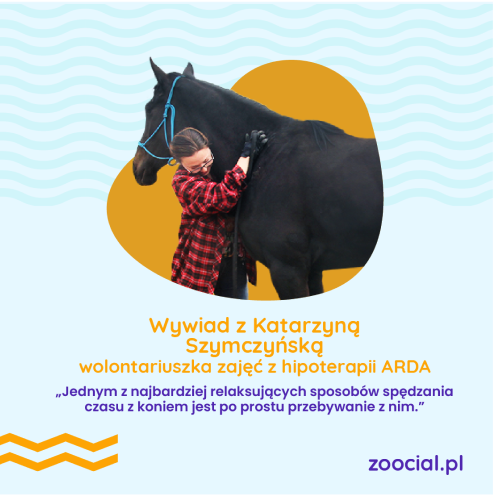 Wywiad z Katarzyną
Szymczyńską
wolontariuszka zajęć z hipoterapii ARDA
„Jednym z najbardziej relaksujących sposobów spędzania
czasu z koniem jest po prostu przebywanie z nim.”
zoocial.pl